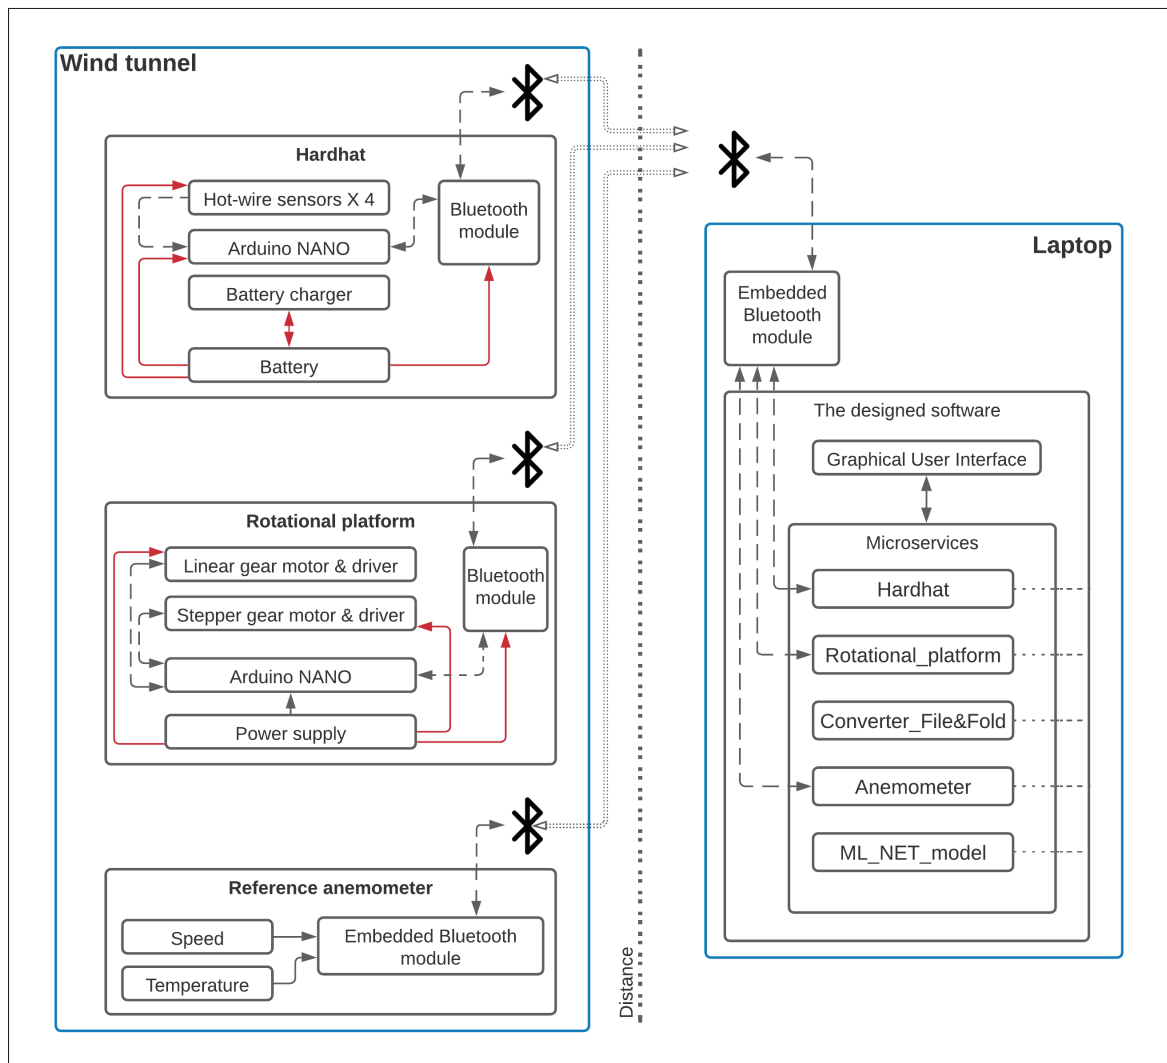 Wind tunnel
Hardhat
Hot-wire sensors X 4
Arduino NANO
Battery charger
Battery
Bluetooth
module
Rotational platform
Linear gear motor & driver
Stepper gear motor & driver
Arduino NANO
Power supply
Bluetooth
module
Reference anemometer
Speed
Temperature
Embedded Bluetooth
module
Distance
Laptop
Embedded
Bluetooth
module
The designed software
Graphical User Interface
Microservices
Hardhat
Rotational_platform
Converter_File&Fold
Anemometer
ML_NET_model